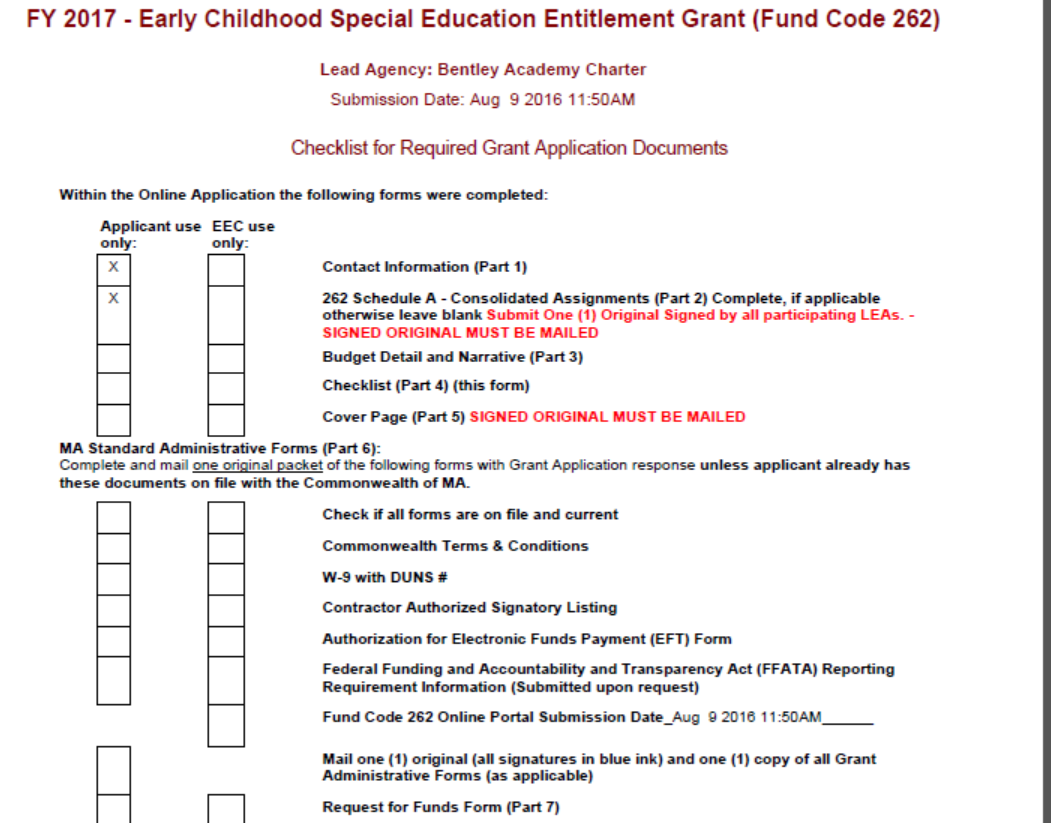 FY 2017 - Early Childhood Special Education Entitlement Grant (Fund Code 262)
Lead Agency: Bentley Academy Charter
Submission Date: Aug 9 2016 11:50AM
Checklist for Required Grant Application Documents
Within the Online Application the following forms were completed:
Applicant use only:
EEC use only:
X
Contact Information (Part 1)
X
262 Schedule A - Consolidated Assignments (Part 2) Complete, if applicable
otherwise leave blank Submit One (1) Original Signed by all participating LEAs. -
SIGNED ORIGINAL MUST BE MAILED
Budget Detail and Narrative (Part 3)
Checklist (Part 4) (this form)
Cover Page (Part 5) SIGNED ORIGINAL MUST BE MAILED
MA Standard Administrative Forms (Part 6):
Complete and mail one original packet of the following forms with Grant Application response unless applicant already has
these documents on file with the Commonwealth of MA.
Check if all forms are on file and current
Commonwealth Terms & Conditions
W-9 with DUNS #
Contractor Authorized Signatory Listing
Authorization for Electronic Funds Payment (EFT) Form
Federal Funding and Accountability and Transparency Act (FFATA) Reporting
Requirement Information (Submitted upon request)
Fund Code 262 Online Portal Submission Date_Aug 9 2016 11:50AM______
Mail one (1) original (all signatures in blue ink) and one (1) copy of all Grant
Administrative Forms (as applicable)
Request for Funds Form (Part 7)